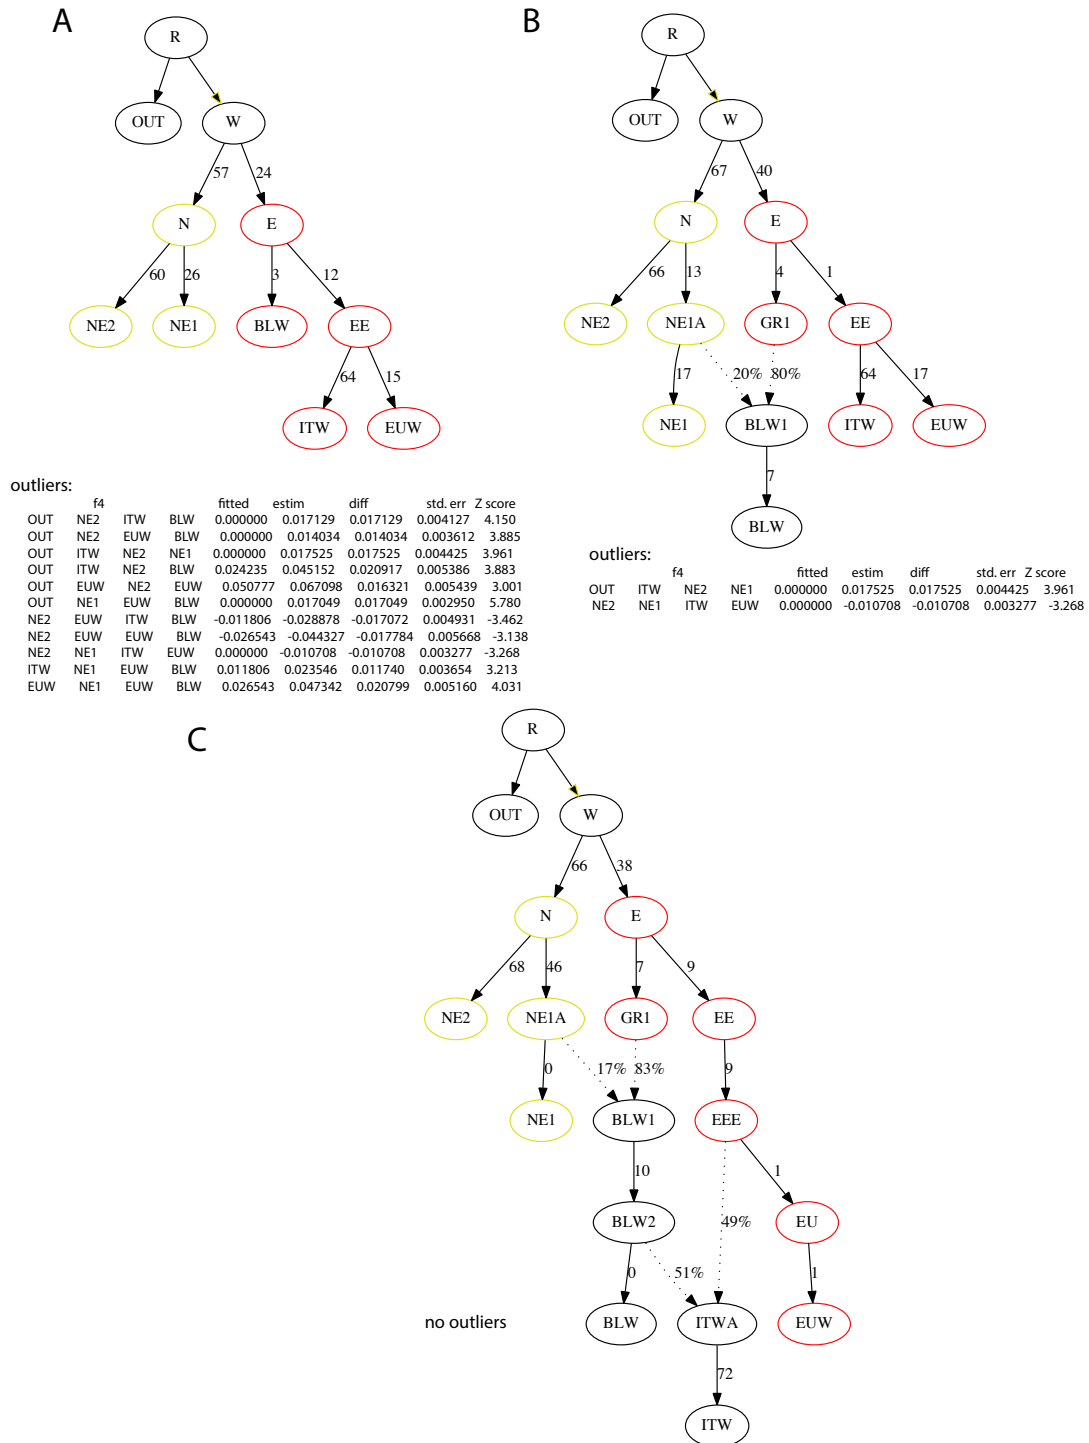 A
B
R
R
OUT
W
OUT
W
57
24
67
40
N
E
N
E
60
26
3
12
66
13
4
1
NE2
NE1
BLW
EE
NE2
NE1A
GR1
EE
64
15
17
20%
80%
64
17
ITW
EUW
NE1
BLW1
ITW
EUW
7
BLW
outliers:
f4 fitted estim diff std. err Z score
OUT NE2 ITW BLW 0.000000 0.017129 0.017129 0.004127 4.150
OUT NE2 EUW BLW 0.000000 0.014034 0.014034 0.003612 3.885
OUT ITW NE2 NE1 0.000000 0.017525 0.017525 0.004425 3.961
OUT ITW NE2 BLW 0.024235 0.045152 0.020917 0.005386 3.883
OUT EUW NE2 EUW 0.050777 0.067098 0.016321 0.005439 3.001
OUT NE1 EUW BLW 0.000000 0.017049 0.017049 0.002950 5.780
NE2 EUW ITW BLW -0.011806 -0.028878 -0.017072 0.004931 -3.462
NE2 EUW EUW BLW -0.026543 -0.044327 -0.017784 0.005668 -3.138
NE2 NE1 ITW EUW 0.000000 -0.010708 -0.010708 0.003277 -3.268
ITW NE1 EUW BLW 0.011806 0.023546 0.011740 0.003654 3.213
EUW NE1 EUW BLW 0.026543 0.047342 0.020799 0.005160 4.031
outliers:
f4 fitted estim diff std. err Z score
OUT ITW NE2 NE1 0.000000 0.017525 0.017525 0.004425 3.961
NE2 NE1 ITW EUW 0.000000 -0.010708 -0.010708 0.003277 -3.268
C
R
OUT
W
66
38
N
E
68
46
7
9
NE2
NE1A
GR1
EE
0
17%
83%
9
NE1
BLW1
EEE
10
1
BLW2
49%
EU
0
51%
1
no outliers
BLW
ITWA
EUW
72
ITW